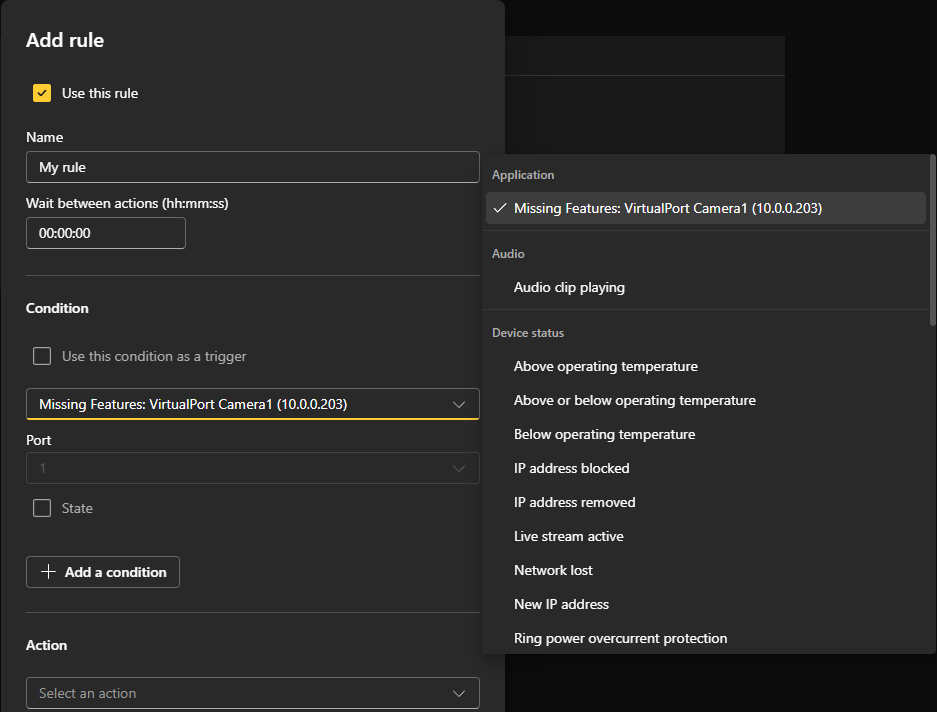 Add rule
Use this rule
Name
My rule
Wait between actions (hh:mm:ss)
00:00:00
Condition
Use this condition as a trigger
Missing Features: VirtualPort Camera1 (10.0.0.203)
Port
1
State
Add a condition
Action
Select an action
Application
Missing Features: VirtualPort Camera1 (10.0.0.203)
Audio
Audio clip playing
Device status
Above operating temperature
Above or below operating temperature
Below operating temperature
IP address blocked
IP address removed
Live stream active
Network lost
New IP address
Ring power overcurrent protection